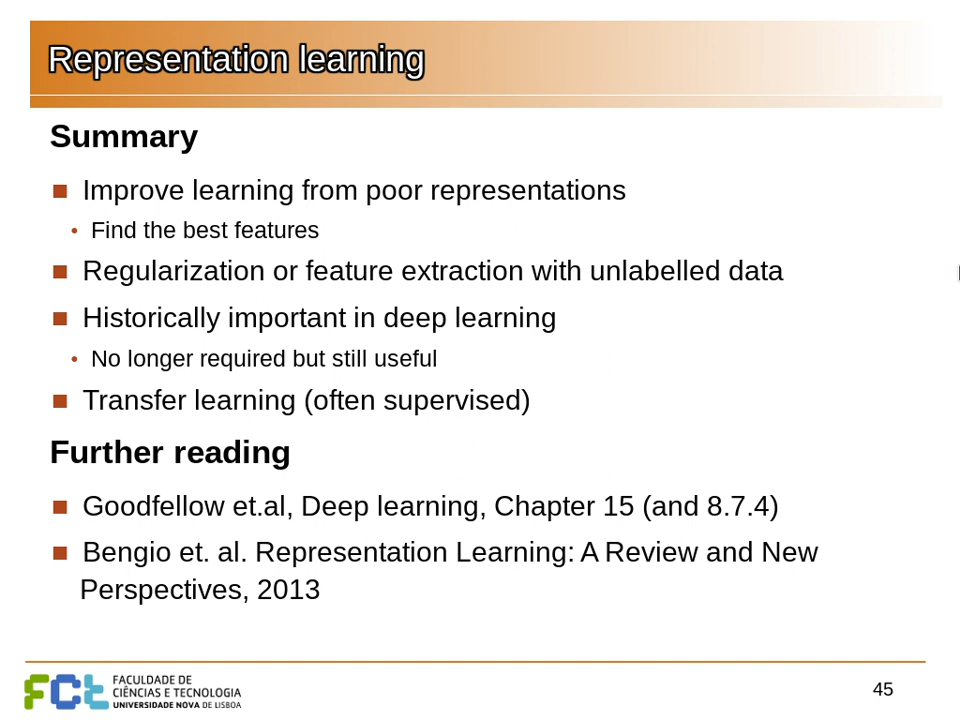 Representation learning
Summary
Improve learning from poor representations
Find the best features
Regularization or feature extraction with unlabelled data
Historically important in deep learning
No longer required but still useful
Transfer learning (often supervised)
Further reading
Goodfellow et.al, Deep learning, Chapter 15 (and 8.7.4)
Bengio et. al. Representation Learning: A Review and New
Perspectives, 2013
FCt
FACULDADE DE
CIÊNCIAS E TECNOLOGIA
UNIVERSIDADE NOVA DE LISBOA
45